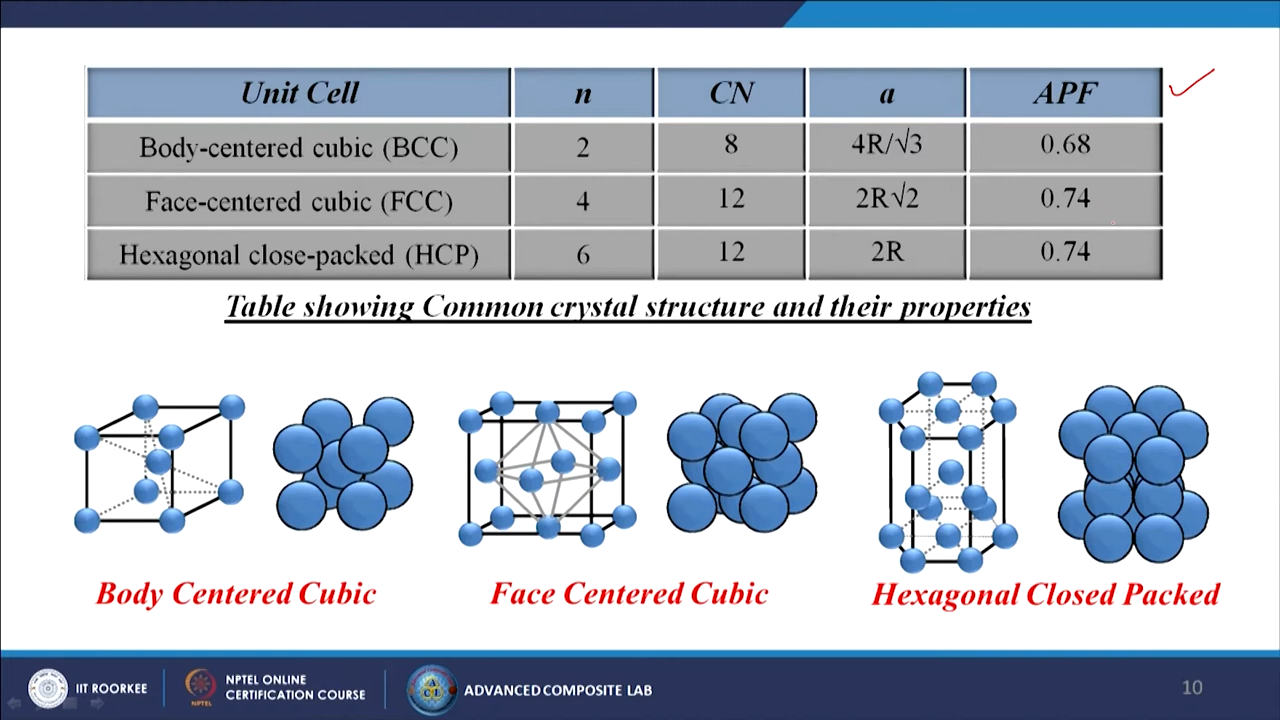 Unit Cell n CN a APF
Body-centered cubic (BCC) 2 8 4R/√3 0.68
Face-centered cubic (FCC) 4 12 2R√2 0.74
Hexagonal close-packed (HCP) 6 12 2R 0.74
Table showing Common crystal structure and their properties
Body Centered Cubic Face Centered Cubic Hexagonal Closed Packed
IIT ROORKEE
NPTEL
NPTEL ONLINE
CERTIFICATION COURSE
ADVANCED COMPOSITE LAB
10